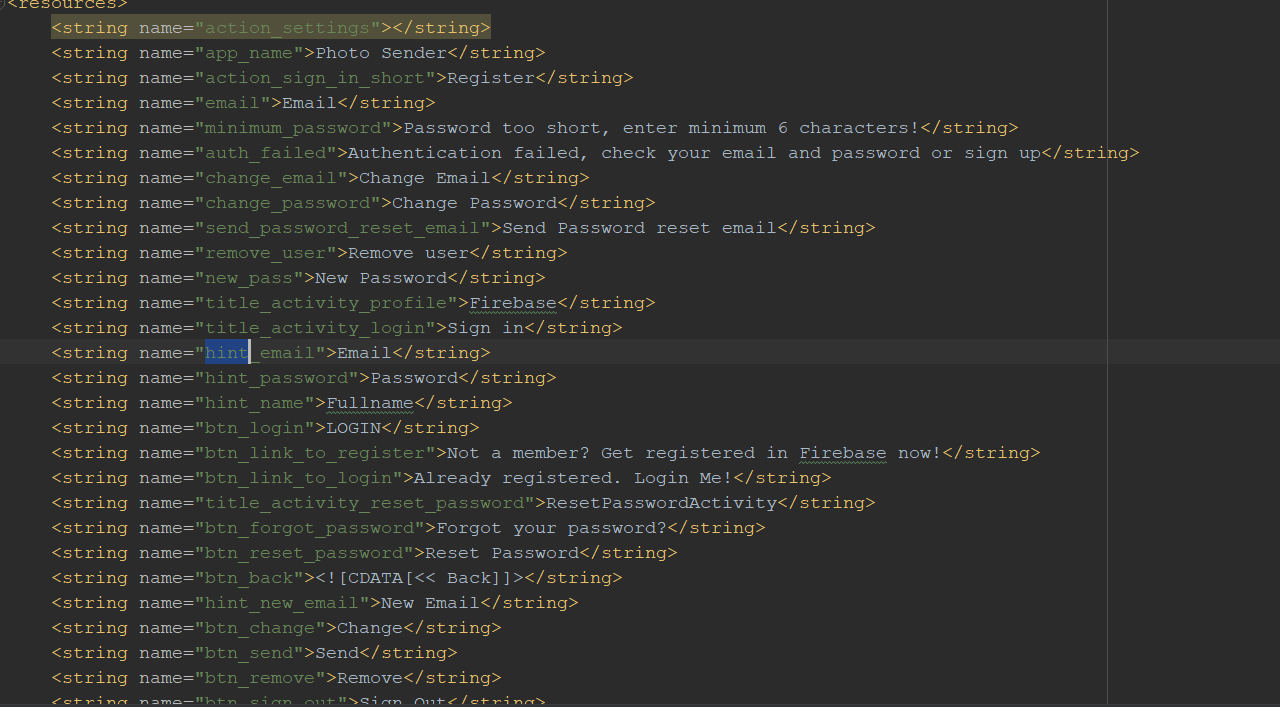 <resources>
<string name="action_settings"></string>
<string name="app_name">Photo Sender</string>
<string name="action_sign_in_short">Register</string>
<string name="email">Email</string>
<string name="minimum_password">Password too short, enter minimum 6 characters!</string>
<string name="auth_failed">Authentication failed, check your email and password or sign up</string>
<string name="change_email">Change Email</string>
<string name="change_password">Change Password</string>
<string name="send_password_reset_email">Send Password reset email</string>
<string name="remove_user">Remove user</string>
<string name="new_pass">New Password</string>
<string name="title_activity_profile">Firebase</string>
<string name="title_activity_login">Sign in</string>
<string name="hint_email">Email</string>
<string name="hint_password">Password</string>
<string name="hint_name">Fullname</string>
<string name="btn_login">LOGIN</string>
<string name="btn_link_to_register">Not a member? Get registered in Firebase now!</string>
<string name="btn_link_to_login">Already registered. Login Me!</string>
<string name="title_activity_reset_password">ResetPasswordActivity</string>
<string name="btn_forgot_password">Forgot your password?</string>
<string name="btn_reset_password">Reset Password</string>
<string name="btn_back"><![CDATA[<< Back]]></string>
<string name="hint_new_email">New Email</string>
<string name="btn_change">Change</string>
<string name="btn_send">Send</string>
<string name="btn_remove">Remove</string>
<string name="btn_sign_out">Sign Out</string>